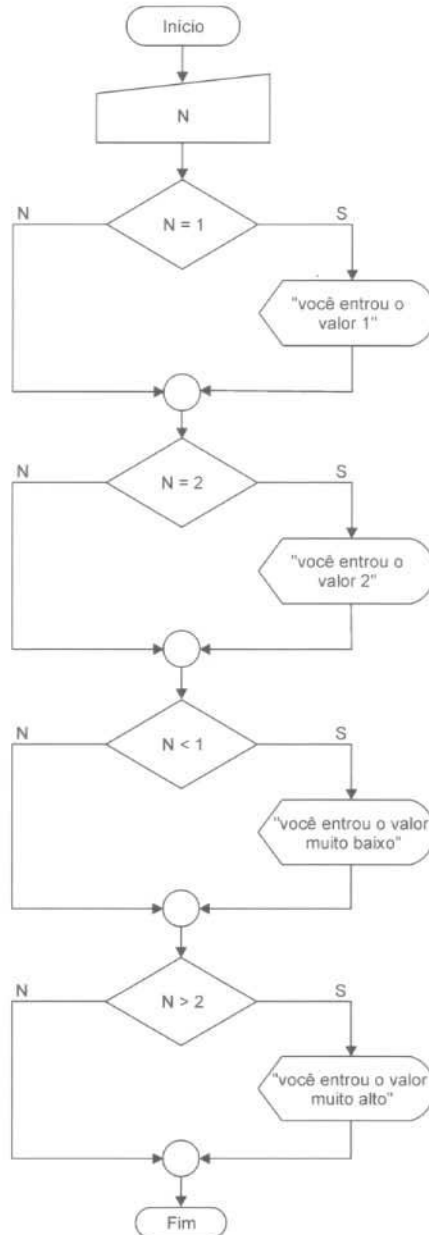 Início
N
N = 1
N
S
"você entrou o
valor 1"
N = 2
N
S
"você entrou o
valor 2"
N < 1
N
S
"você entrou o valor
muito baixo"
N > 2
N
S
"você entrou o valor
muito alto"
Fim